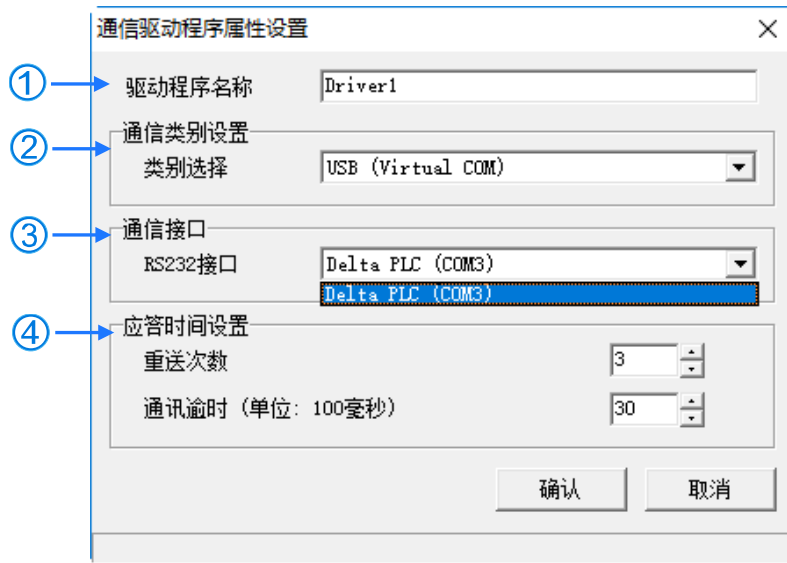 通信驱动程序属性设置
① 驱动程序名称 Driver1
② 通信类别设置
类别选择 USB (Virtual COM)
③ 通信接口
RS232接口 Delta PLC (COM3)
Delta PLC (COM3)
④ 应答时间设置
重送次数 3
通讯逾时 (单位: 100毫秒) 30
确认 取消